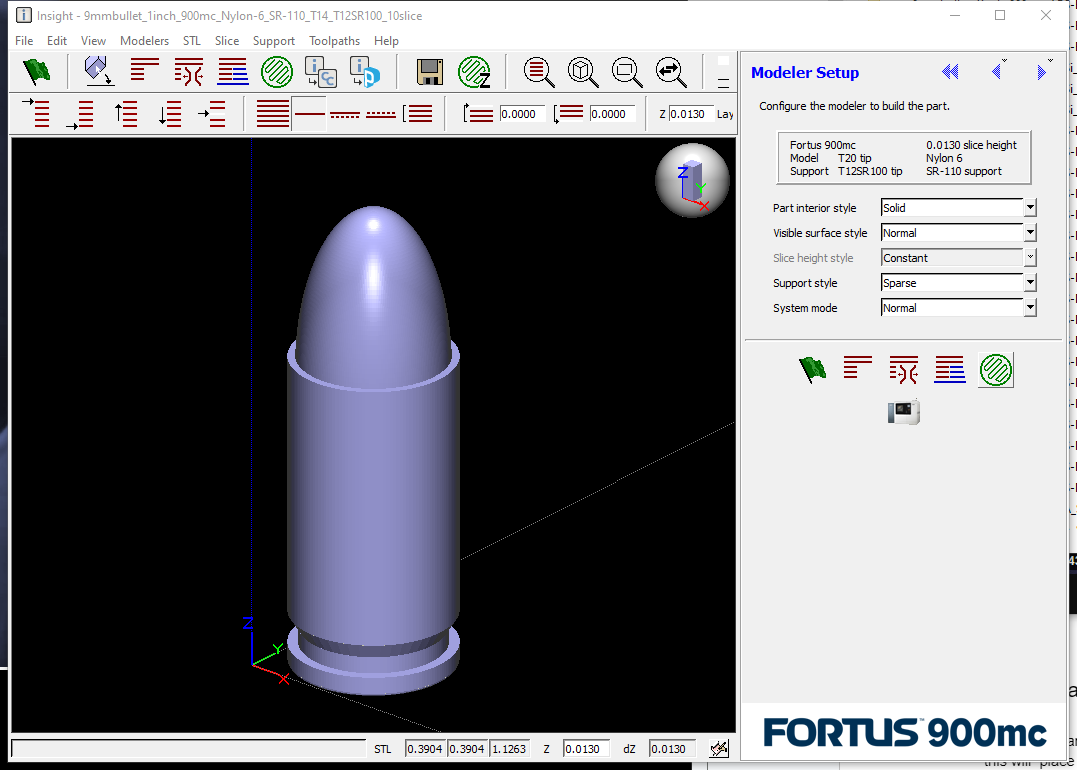 Insight - 9mmbullet_1inch_900mc_Nylon-6_SR-110_T14_T12SR100_10slice
File Edit View Modelers STL Slice Support Toolpaths Help
0.0000 0.0000 Z 0.0130 Lay
Z
Y
X
Z
Y
X
STL 0.3904 0.3904 1.1263 Z 0.0130 dZ 0.0130
Modeler Setup
Configure the modeler to build the part.
Fortus 900mc 0.0130 slice height
Model T20 tip Nylon 6
Support T12SR100 tip SR-110 support
Part interior style Solid
Visible surface style Normal
Slice height style Constant
Support style Sparse
System mode Normal
FORTUS™ 900mc
this will place